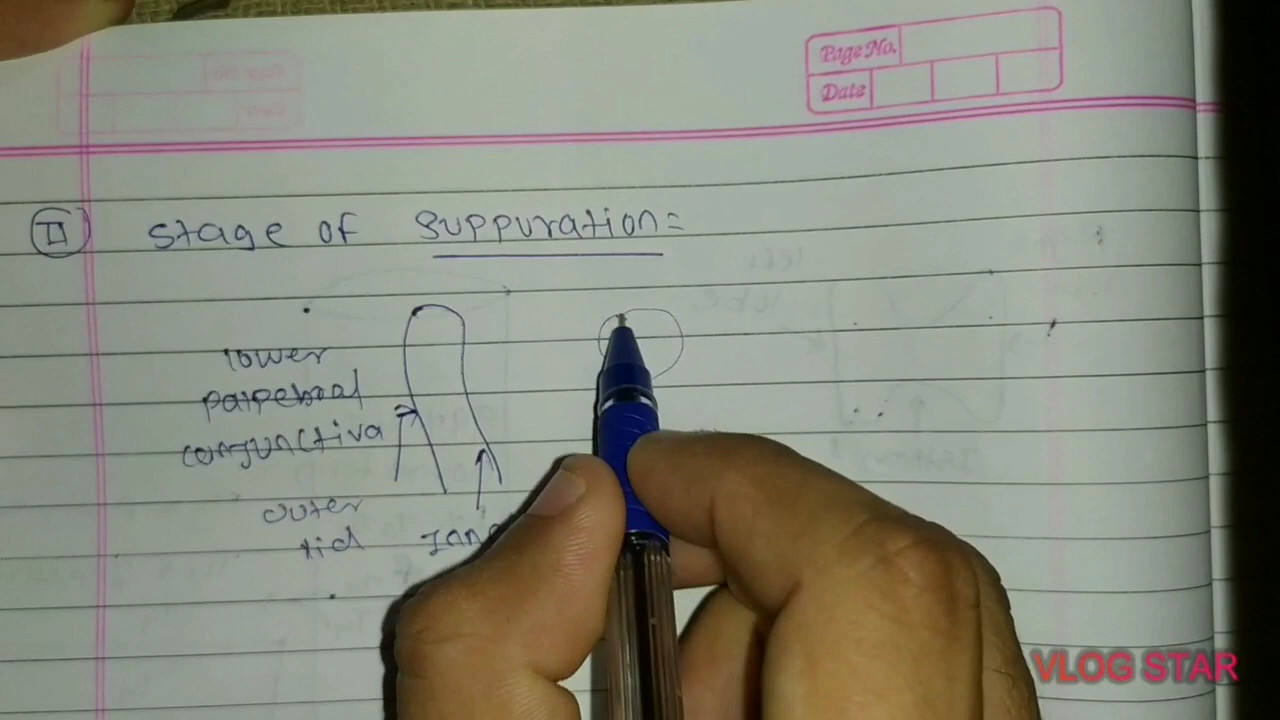 Page No.
Date
II stage of suppuration=
lower
palpebral
conjunctiva
outer
lid
VLOG STAR